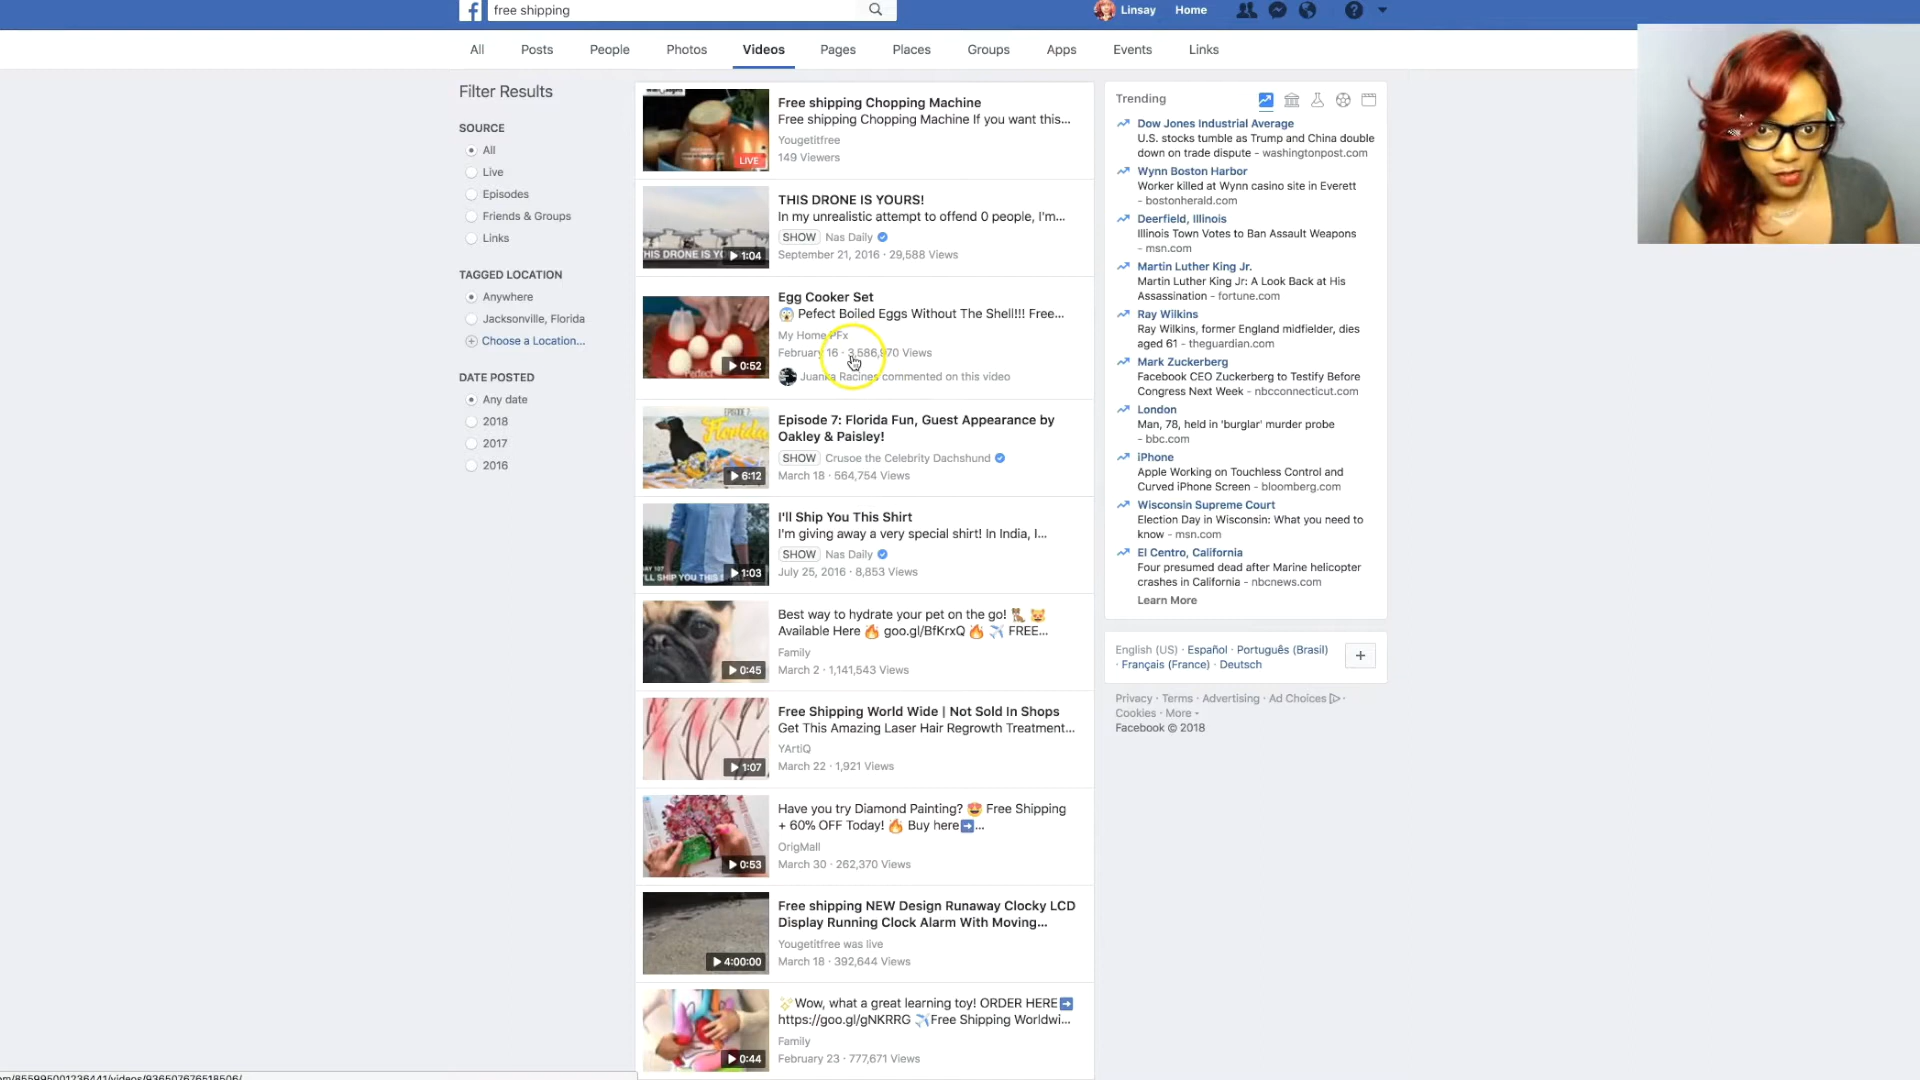 free shipping
Linsay Home
All Posts People Photos Videos Pages Places Groups Apps Events Links
Filter Results
SOURCE
All
Live
Episodes
Friends & Groups
Links
TAGGED LOCATION
Anywhere
Jacksonville, Florida
Choose a Location...
DATE POSTED
Any date
2018
2017
2016
Free shipping Chopping Machine
Free shipping Chopping Machine If you want this...
Yougetitfree
149 Viewers
LIVE
THIS DRONE IS YOURS!
In my unrealistic attempt to offend 0 people, I'm...
SHOW Nas Daily
September 21, 2016 · 29,588 Views
1:04
Egg Cooker Set
😱 Pefect Boiled Eggs Without The Shell!!! Free...
My Home PFx
February 16 · 3,586,970 Views
Juanka Racines commented on this video
Perfect
0:52
Episode 7: Florida Fun, Guest Appearance by
Oakley & Paisley!
SHOW Crusoe the Celebrity Dachshund
March 18 · 564,754 Views
Florida
6:12
I'll Ship You This Shirt
I'm giving away a very special shirt! In India, I...
SHOW Nas Daily
July 25, 2016 · 8,853 Views
1:03
Best way to hydrate your pet on the go! 🐕 😺
Available Here 🔥 goo.gl/BfKrxQ 🔥 ✈️ FREE...
Family
March 2 · 1,141,543 Views
0:45
Free Shipping World Wide | Not Sold In Shops
Get This Amazing Laser Hair Regrowth Treatment...
YArtiQ
March 22 · 1,921 Views
1:07
Have you try Diamond Painting? 😍 Free Shipping
+ 60% OFF Today! 🔥 Buy here➡️...
OrigMall
March 30 · 262,370 Views
0:53
Free shipping NEW Design Runaway Clocky LCD
Display Running Clock Alarm With Moving...
Yougetitfree was live
March 18 · 392,644 Views
4:00:00
✨Wow, what a great learning toy! ORDER HERE➡️
https://goo.gl/gNKRRG ✈️Free Shipping Worldwi...
Family
February 23 · 777,671 Views
0:44
Trending
Dow Jones Industrial Average
U.S. stocks tumble as Trump and China double
down on trade dispute - washingtonpost.com
Wynn Boston Harbor
Worker killed at Wynn casino site in Everett
- bostonherald.com
Deerfield, Illinois
Illinois Town Votes to Ban Assault Weapons
- msn.com
Martin Luther King Jr.
Martin Luther King Jr: A Look Back at His
Assassination - fortune.com
Ray Wilkins
Ray Wilkins, former England midfielder, dies
aged 61 - theguardian.com
Mark Zuckerberg
Facebook CEO Zuckerberg to Testify Before
Congress Next Week - nbcconnecticut.com
London
Man, 78, held in 'burglar' murder probe
- bbc.com
iPhone
Apple Working on Touchless Control and
Curved iPhone Screen - bloomberg.com
Wisconsin Supreme Court
Election Day in Wisconsin: What you need to
know - msn.com
El Centro, California
Four presumed dead after Marine helicopter
crashes in California - nbcnews.com
Learn More
English (US) · Español · Português (Brasil)
· Français (France) · Deutsch
Privacy · Terms · Advertising · Ad Choices ·
Cookies · More
Facebook © 2018